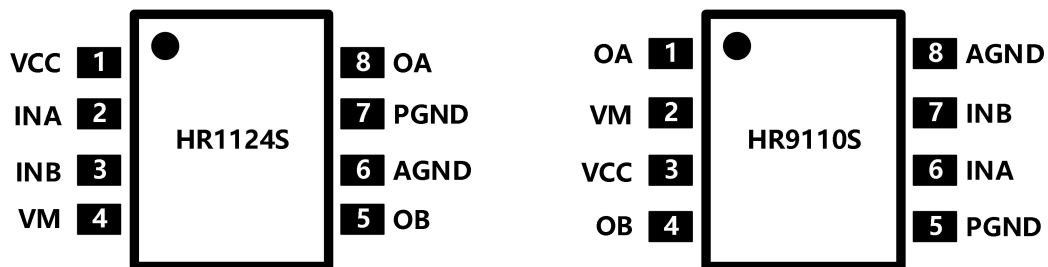 VCC 1 8 OA
INA 2 7 PGND
HR1124S
INB 3 6 AGND
VM 4 5 OB
OA 1 8 AGND
VM 2 7 INB
HR9110S
VCC 3 6 INA
OB 4 5 PGND